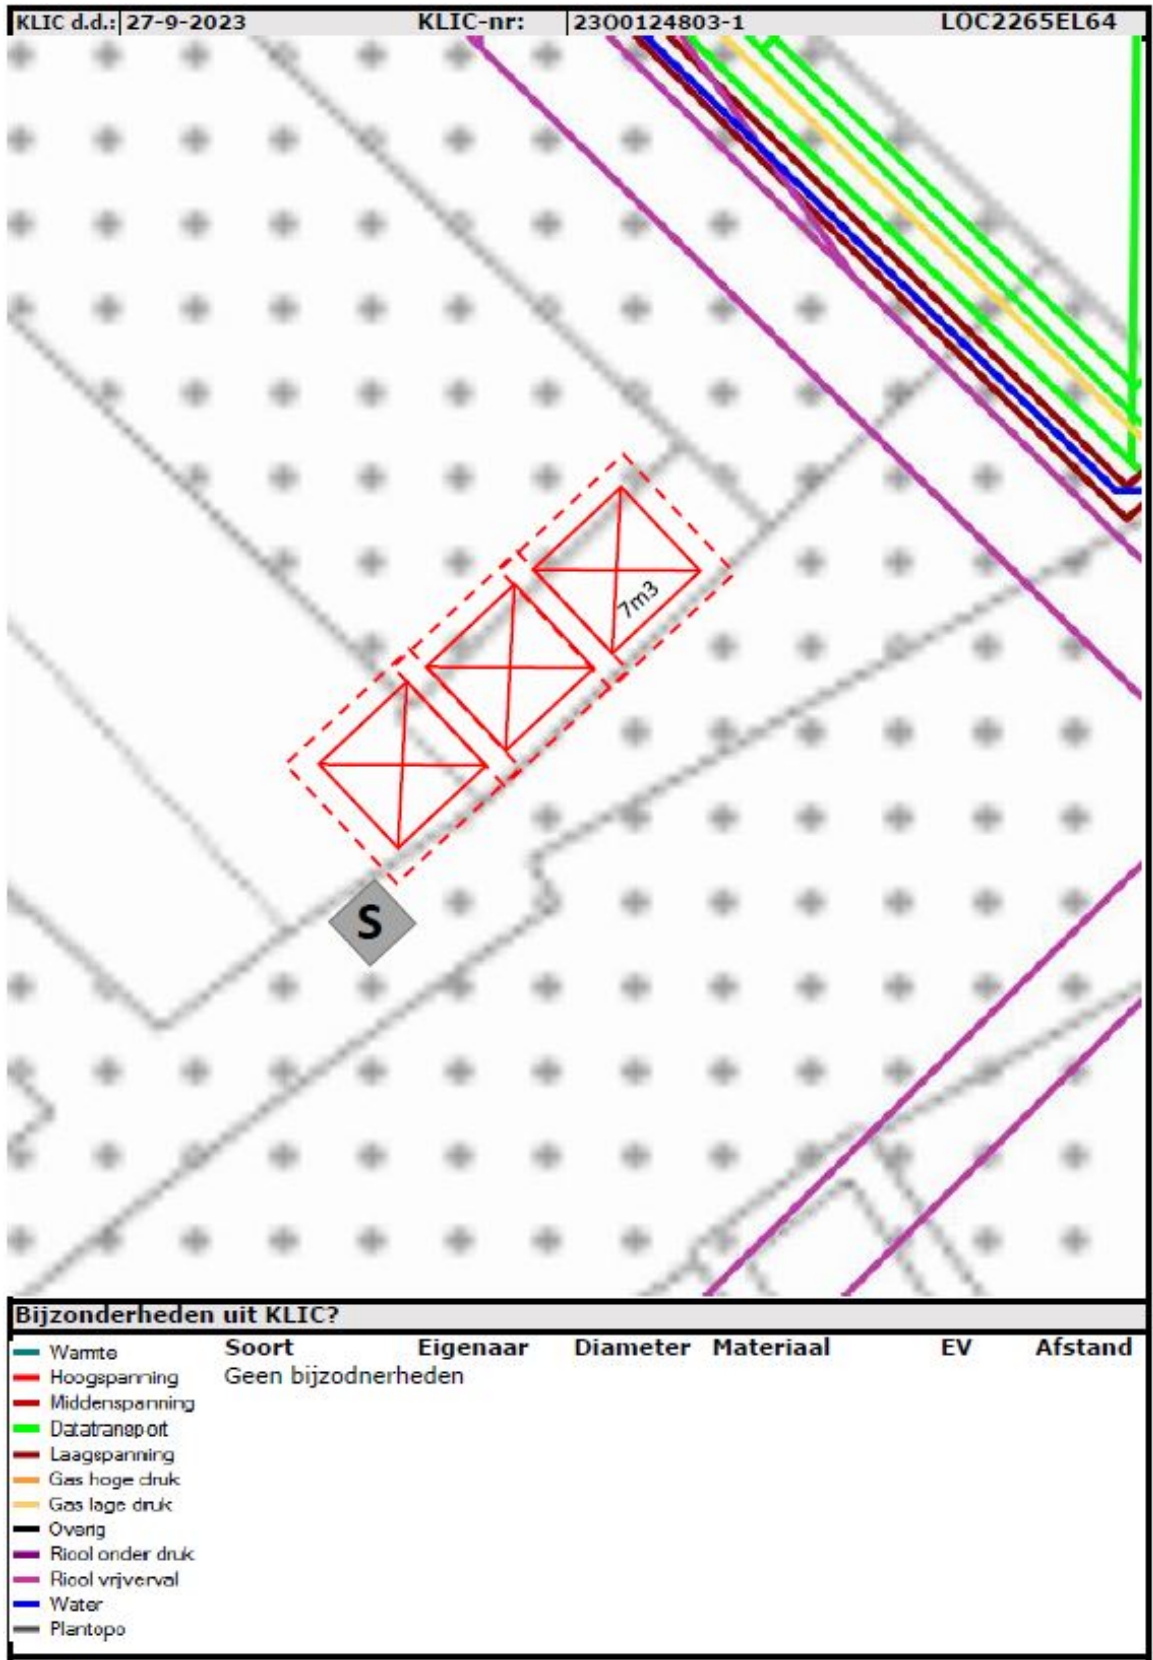 KLIC d.d.: 27-9-2023 KLIC-nr: 23O0124803-1 LOC2265EL64
7m3
S
Bijzonderheden uit KLIC?
Soort Eigenaar Diameter Materiaal EV Afstand
Geen bijzodnerheden
Warmte
Hoogspanning
Middenspanning
Datatransport
Laagspanning
Gas hoge druk
Gas lage druk
Overig
Riool onder druk
Riool vrijverval
Water
Plantopo